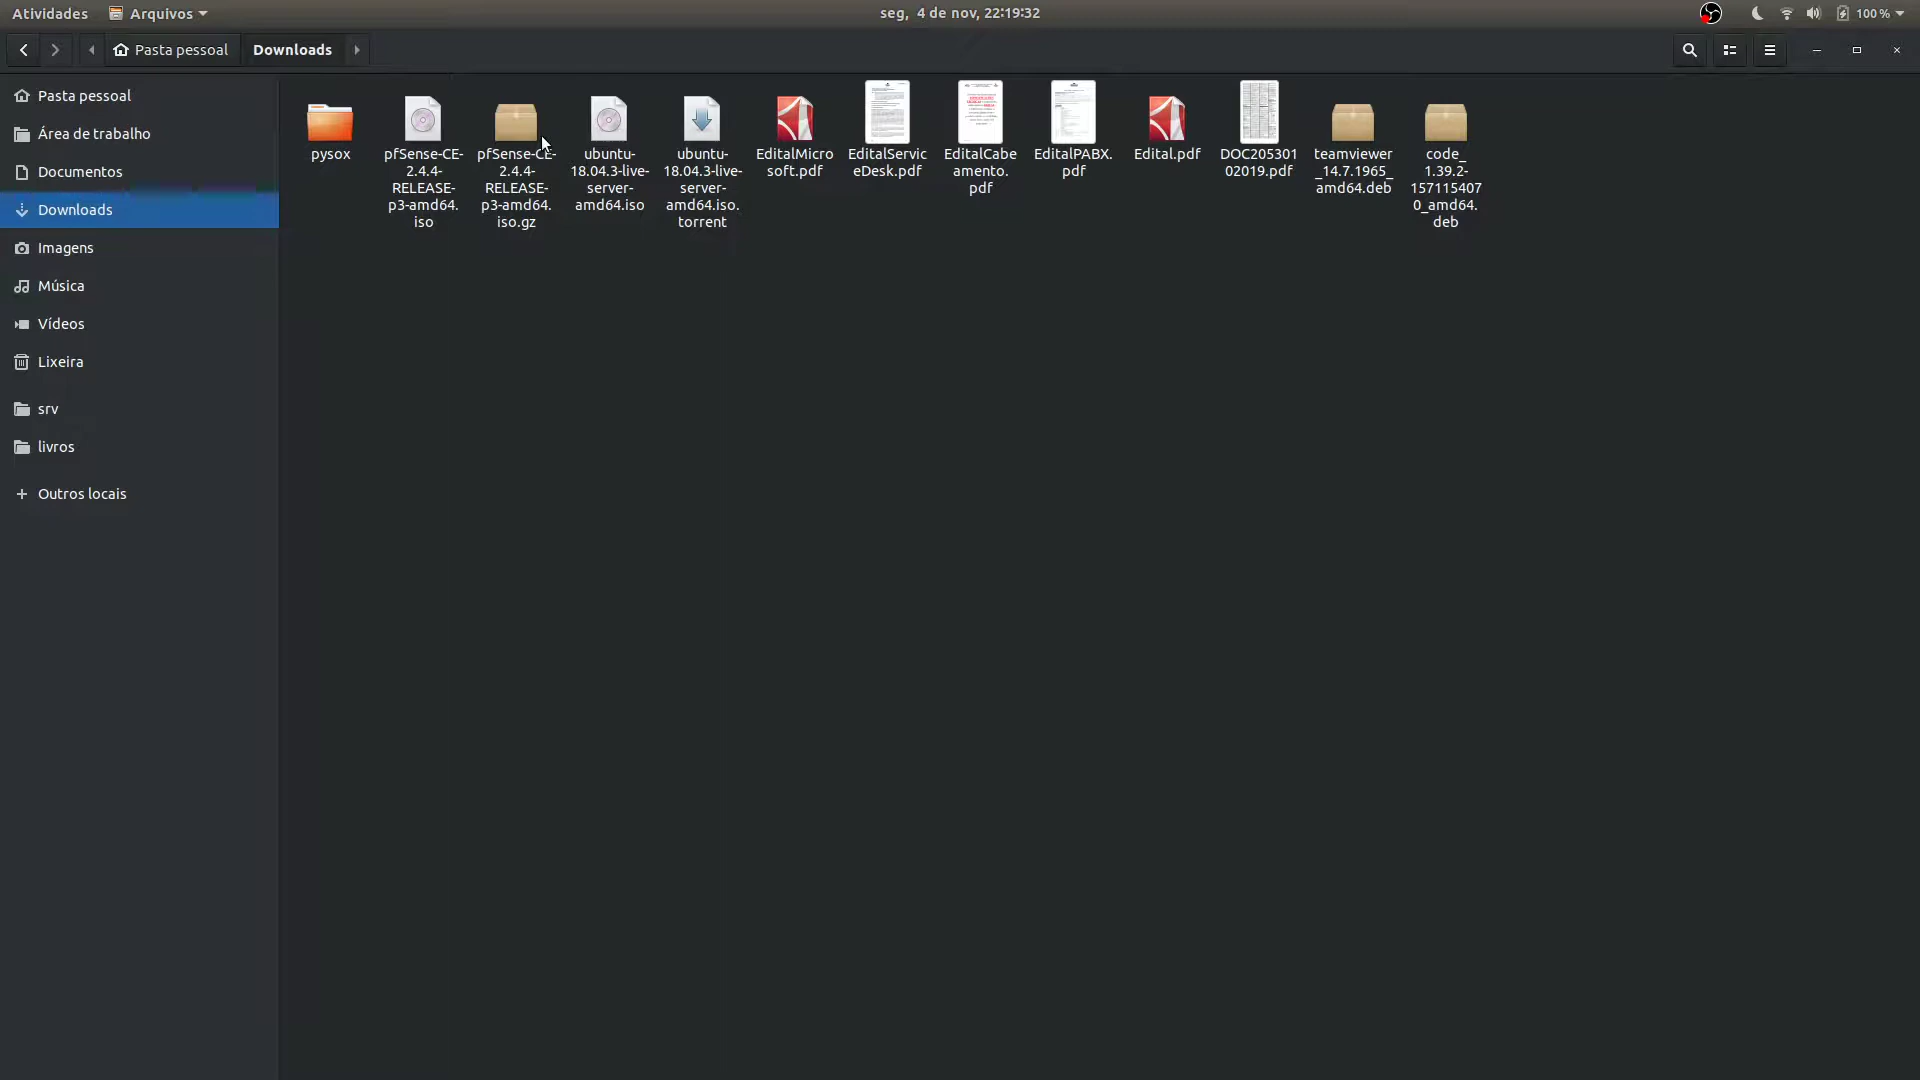 Atividades
Arquivos
seg, 4 de nov, 22:19:32
100 %
Pasta pessoal
Downloads
Pasta pessoal
Área de trabalho
Documentos
Downloads
Imagens
Música
Vídeos
Lixeira
srv
livros
Outros locais
pysox
pfSense-CE-
2.4.4-
RELEASE-
p3-amd64.
iso
pfSense-CE-
2.4.4-
RELEASE-
p3-amd64.
iso.gz
ubuntu-
18.04.3-live-
server-
amd64.iso
ubuntu-
18.04.3-live-
server-
amd64.iso.
torrent
EditalMicro
soft.pdf
EditalServic
eDesk.pdf
EditalCabe
amento.
pdf
EditalPABX.
pdf
Edital.pdf
DOC205301
02019.pdf
teamviewer
_14.7.1965_
amd64.deb
code_
1.39.2-
157115407
0_amd64.
deb